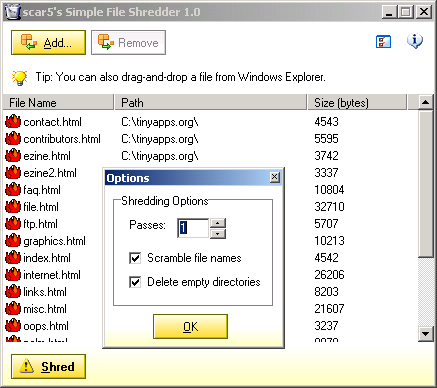 scar5's Simple File Shredder 1.0
Add... Remove
Tip: You can also drag-and-drop a file from Windows Explorer.
File Name Path Size (bytes)
contact.html C:\tinyapps.org\ 4543
contributors.html C:\tinyapps.org\ 5595
ezine.html C:\tinyapps.org\ 3742
ezine2.html 3337
faq.html 10804
file.html 32710
ftp.html 5707
graphics.html 10213
index.html 4542
internet.html 26206
links.html 8203
misc.html 21607
oops.html 3237
Options
Shredding Options
Passes: 1
Scramble file names
Delete empty directories
OK
Shred